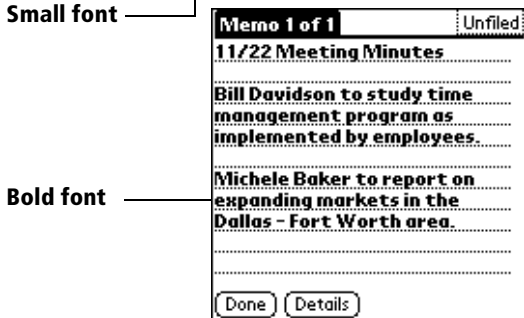 Small font
Memo 1 of 1 Unfiled
11/22 Meeting Minutes
Bill Davidson to study time
management program as
implemented by employees.
Michele Baker to report on
Bold font
expanding markets in the
Dallas - Fort Worth area.
Done Details